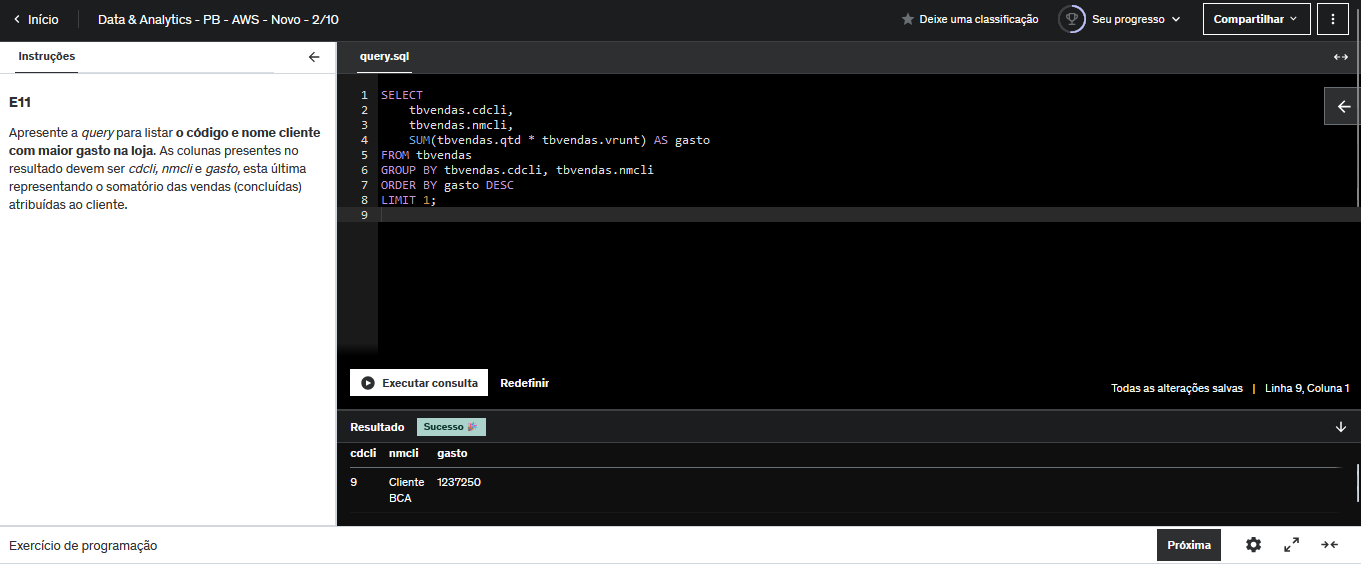 Início
Data & Analytics - PB - AWS - Novo - 2/10
Deixe uma classificação
Seu progresso
Compartilhar
Instruções
E11
Apresente a query para listar o código e nome cliente
com maior gasto na loja. As colunas presentes no
resultado devem ser cdcli, nmcli e gasto, esta última
representando o somatório das vendas (concluídas)
atribuídas ao cliente.
query.sql
1 SELECT
2 tbvendas.cdcli,
3 tbvendas.nmcli,
4 SUM(tbvendas.qtd * tbvendas.vrunt) AS gasto
5 FROM tbvendas
6 GROUP BY tbvendas.cdcli, tbvendas.nmcli
7 ORDER BY gasto DESC
8 LIMIT 1;
9
Executar consulta
Redefinir
Todas as alterações salvas | Linha 9, Coluna 1
Resultado
Sucesso
cdcli nmcli gasto
9 Cliente 1237250
BCA
Exercício de programação
Próxima